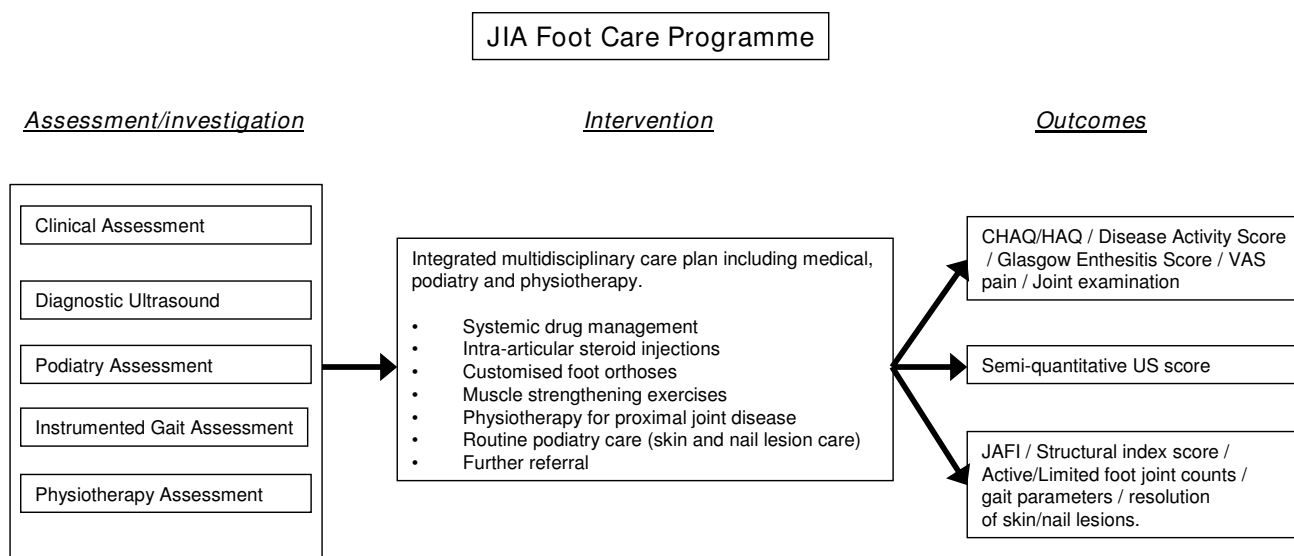 JIA Foot Care Programme
Assessment/investigation
Intervention
Outcomes
Clinical Assessment
Diagnostic Ultrasound
Podiatry Assessment
Instrumented Gait Assessment
Physiotherapy Assessment
Integrated multidisciplinary care plan including medical,
podiatry and physiotherapy.
• Systemic drug management
• Intra-articular steroid injections
• Customised foot orthoses
• Muscle strengthening exercises
• Physiotherapy for proximal joint disease
• Routine podiatry care (skin and nail lesion care)
• Further referral
CHAQ/HAQ / Disease Activity Score
/ Glasgow Enthesitis Score / VAS
pain / Joint examination
Semi-quantitative US score
JAFI / Structural index score /
Active/Limited foot joint counts /
gait parameters / resolution
of skin/nail lesions.